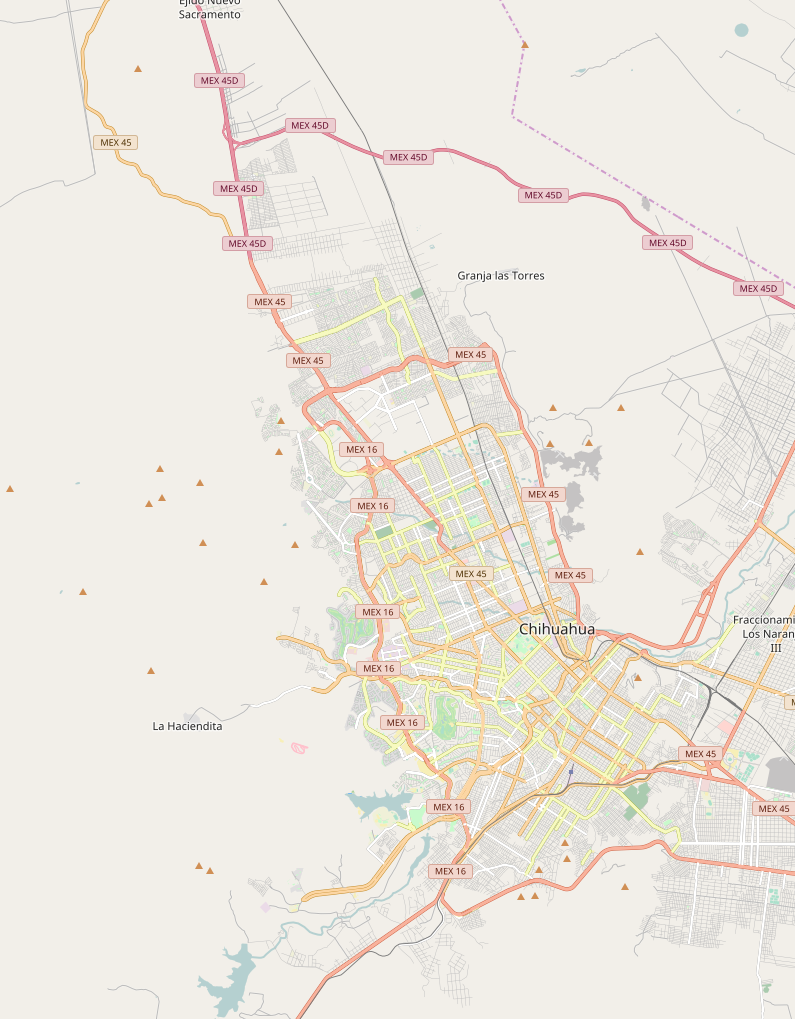 Ejido Nuevo
Sacramento
MEX 45D
MEX 45D
MEX 45
MEX 45D
MEX 45D
MEX 45D
MEX 45D
MEX 45D
Granja las Torres
MEX 45D
MEX 45
MEX 45
MEX 45
MEX 16
MEX 45
MEX 16
MEX 45
MEX 45
MEX 16
Chihuahua
Fraccionami
Los Naran
III
MEX 16
M
MEX 16
La Haciendita
MEX 45
MEX 16
MEX 45
MEX 16